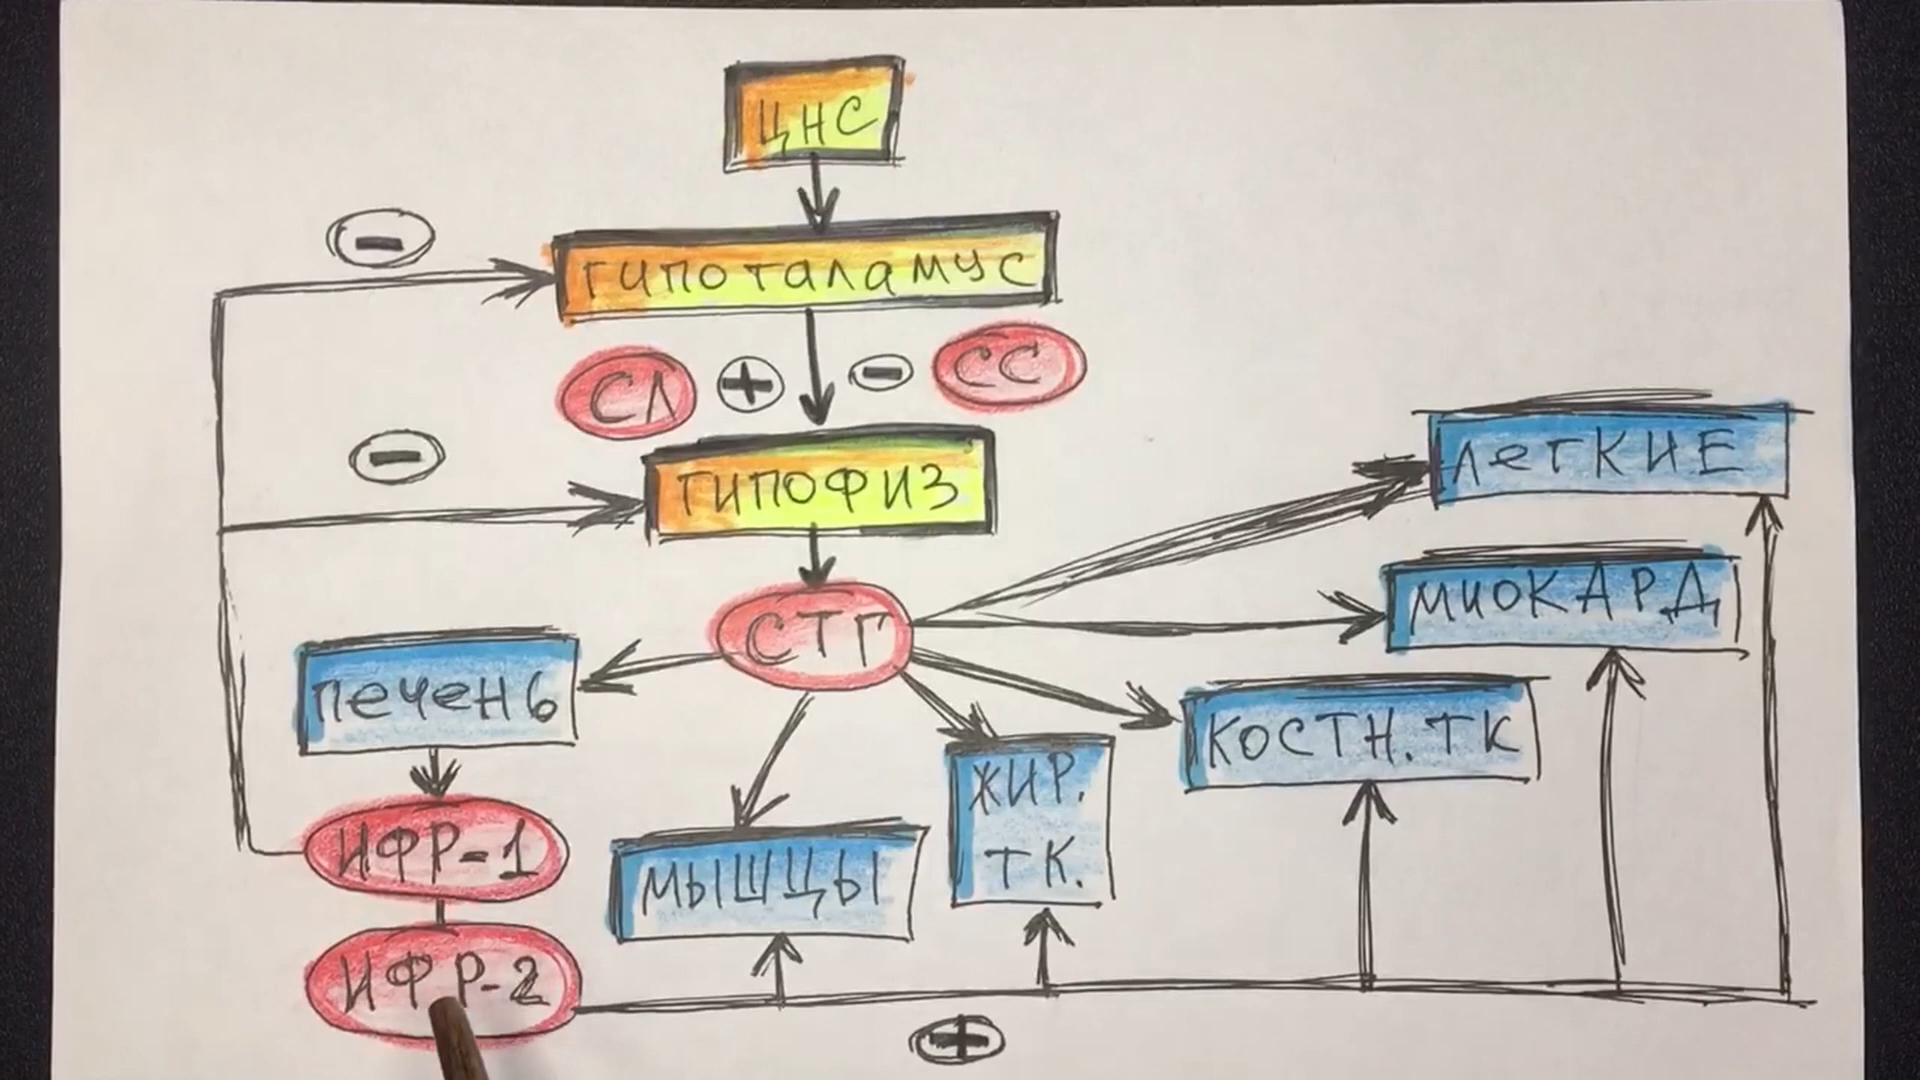 ЦНС
гипоталамус
СЛ + - СС
-
-
гипофиз
СТГ
легкие
миокард
костн. тк
печень
жир.
тк.
мышцы
ИФР-1
ИФР-2
+